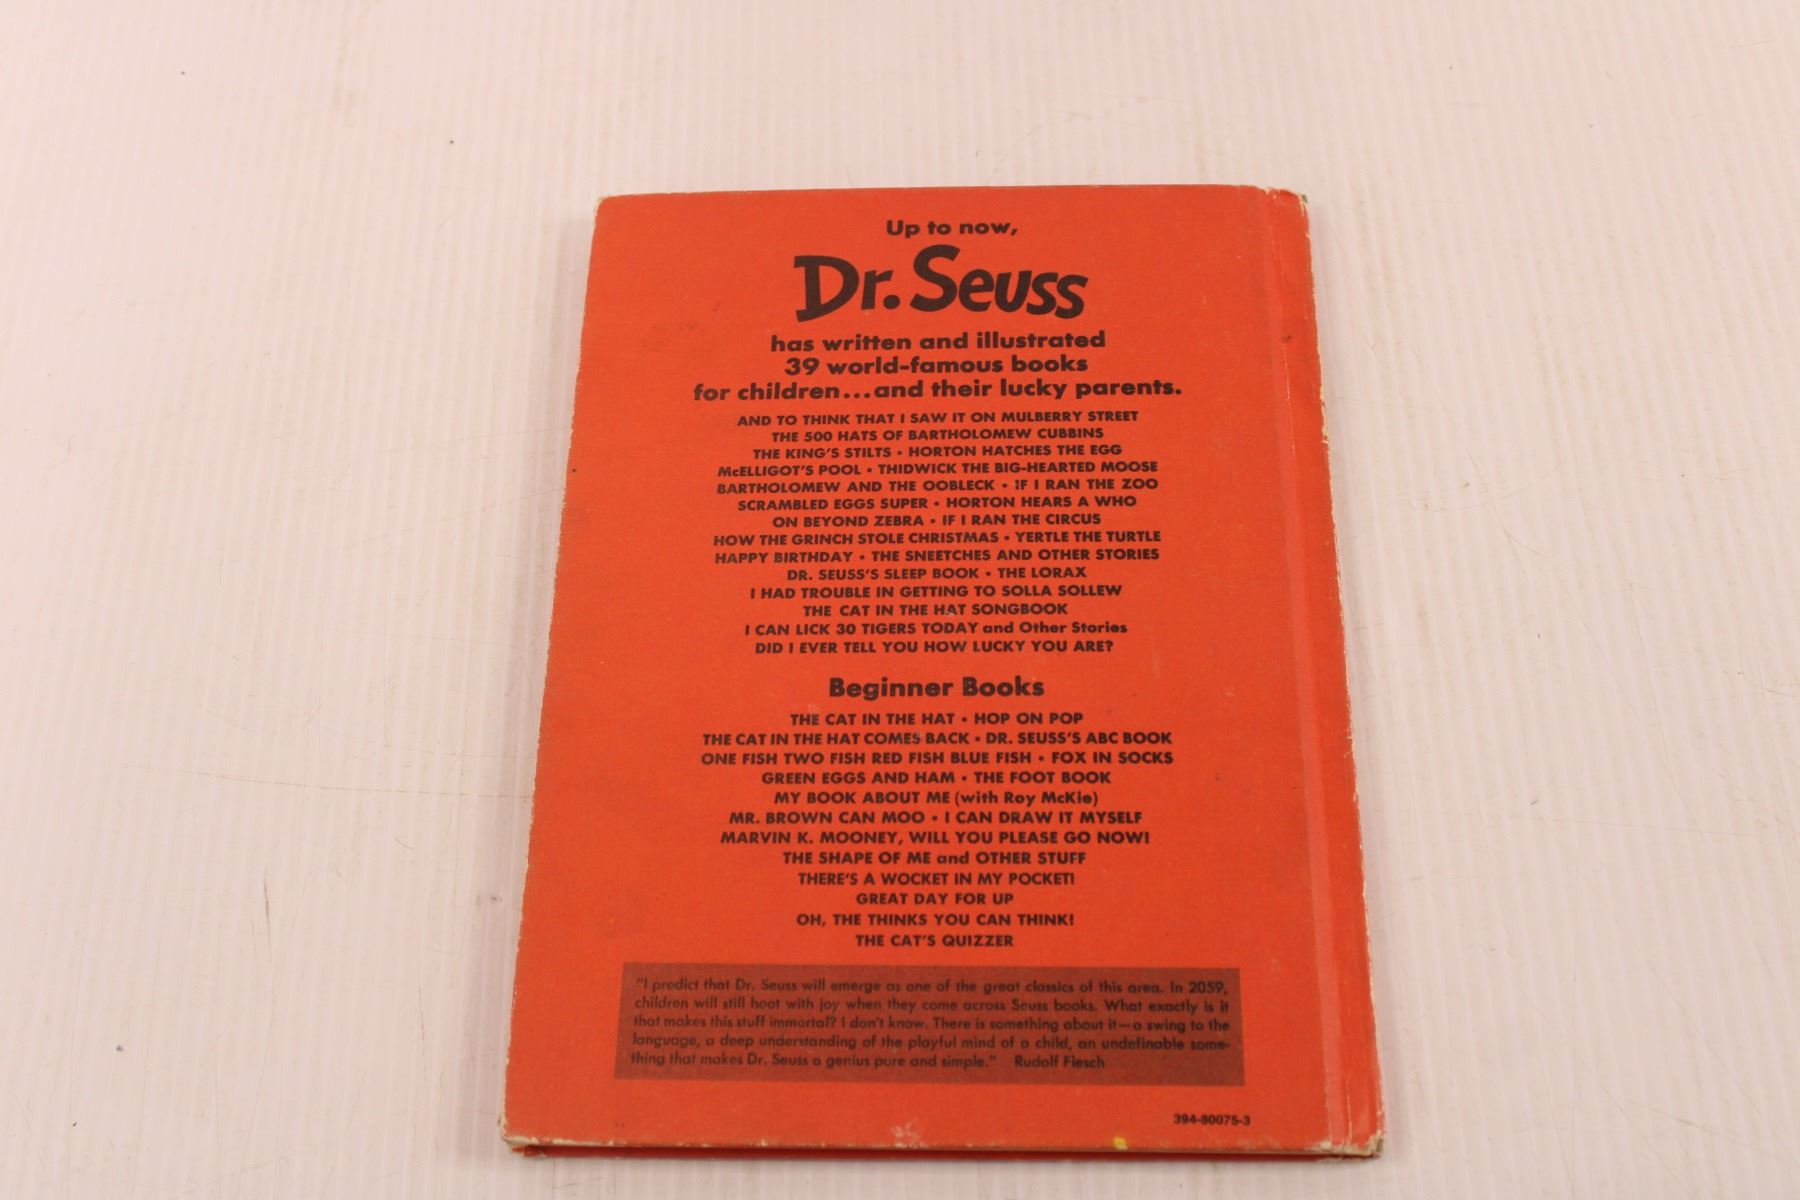 Up to now,
Dr. Seuss
has written and illustrated
39 world-famous books
for children...and their lucky parents.
AND TO THINK THAT I SAW IT ON MULBERRY STREET
THE 500 HATS OF BARTHOLOMEW CUBBINS
THE KING'S STILTS • HORTON HATCHES THE EGG
McELLIGOT'S POOL • THIDWICK THE BIG-HEARTED MOOSE
BARTHOLOMEW AND THE OOBLECK • IF I RAN THE ZOO
SCRAMBLED EGGS SUPER • HORTON HEARS A WHO
ON BEYOND ZEBRA • IF I RAN THE CIRCUS
HOW THE GRINCH STOLE CHRISTMAS • YERTLE THE TURTLE
HAPPY BIRTHDAY • THE SNEETCHES AND OTHER STORIES
DR. SEUSS'S SLEEP BOOK • THE LORAX
I HAD TROUBLE IN GETTING TO SOLLA SOLLEW
THE CAT IN THE HAT SONGBOOK
I CAN LICK 30 TIGERS TODAY and Other Stories
DID I EVER TELL YOU HOW LUCKY YOU ARE?
Beginner Books
THE CAT IN THE HAT • HOP ON POP
THE CAT IN THE HAT COMES BACK • DR. SEUSS'S ABC BOOK
ONE FISH TWO FISH RED FISH BLUE FISH • FOX IN SOCKS
GREEN EGGS AND HAM • THE FOOT BOOK
MY BOOK ABOUT ME (with Roy McKie)
MR. BROWN CAN MOO • I CAN DRAW IT MYSELF
MARVIN K. MOONEY, WILL YOU PLEASE GO NOW!
THE SHAPE OF ME and OTHER STUFF
THERE'S A WOCKET IN MY POCKET!
GREAT DAY FOR UP
OH, THE THINKS YOU CAN THINK!
THE CAT'S QUIZZER
"I predict that Dr. Seuss will emerge as one of the great classics of this area. In 2059,
children will still hoot with joy when they come across Seuss books. What exactly is it
that makes this stuff immortal? I don't know. There is something about it—a swing to the
language, a deep understanding of the playful mind of a child, an undefinable some-
thing that makes Dr. Seuss a genius pure and simple." Rudolf Flesch
394-80075-3